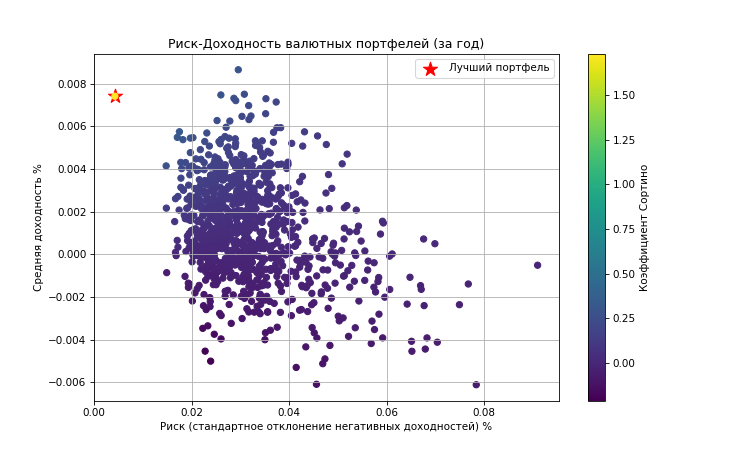 Риск-Доходность валютных портфелей (за год)
Лучший портфель
Средняя доходность %
0.008
0.006
0.004
0.002
0.000
−0.002
−0.004
−0.006
0.00 0.02 0.04 0.06 0.08
Риск (стандартное отклонение негативных доходностей) %
1.50
1.25
1.00
0.75
0.50
0.25
0.00
Коэффициент Сортино